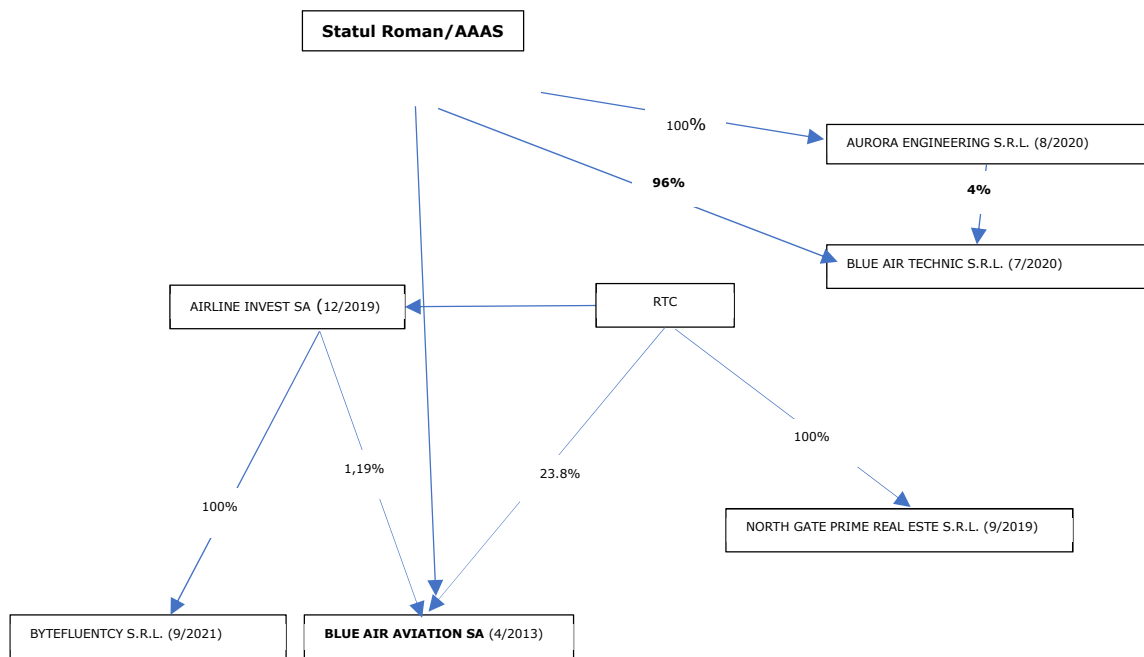 Statul Roman/AAAS
100%
AURORA ENGINEERING S.R.L. (8/2020)
96%
4%
BLUE AIR TECHNIC S.R.L. (7/2020)
AIRLINE INVEST SA (12/2019)
RTC
100%
1,19%
23.8%
100%
NORTH GATE PRIME REAL ESTE S.R.L. (9/2019)
BYTEFLUENTCY S.R.L. (9/2021)
BLUE AIR AVIATION SA (4/2013)